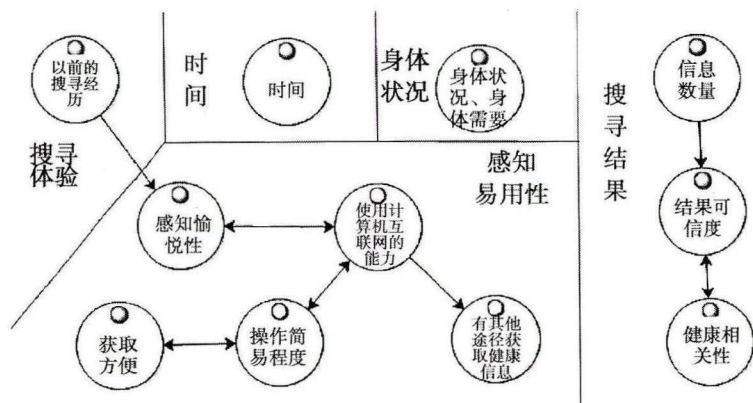 以前的
搜寻经
历
时
间
时间
身体
状况
身体状
况、身
体需要
信息
数量
搜
寻
结
果
搜寻
体验
感知
易用性
感知愉
悦性
使用计
算机互
联网的
能力
结果可
信度
获取
方便
操作简
易程度
有其他
途径获
取健康
信息
健康相
关性